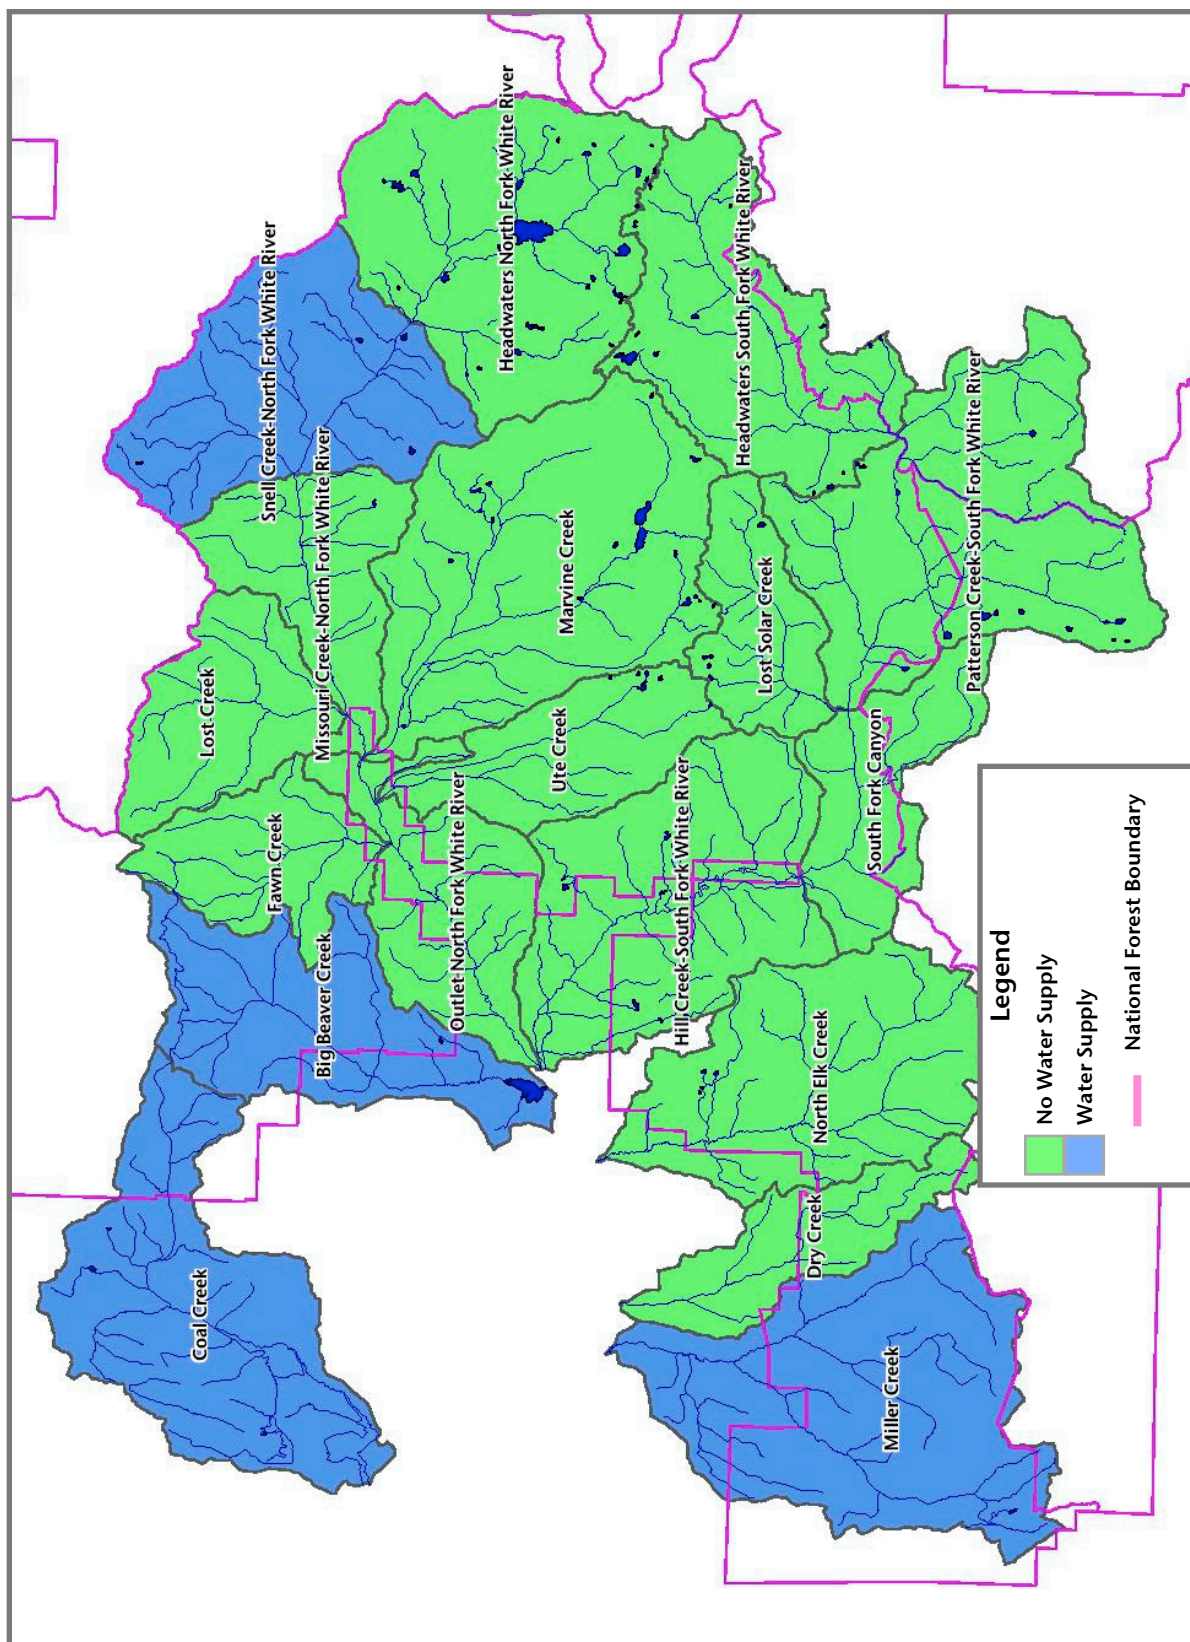 Coal Creek
Big Beaver Creek
Fawn Creek
Lost Creek
Missouri Creek-North Fork White River
Snell Creek-North Fork White River
Headwaters North Fork White River
Outlet-North Fork White River
Ute Creek
Marvine Creek
Headwaters South Fork White River
Hill Creek-South Fork White River
Lost Solar Creek
Miller Creek
Dry Creek
North Elk Creek
South Fork Canyon
Patterson Creek-South Fork White River
Legend
No Water Supply
Water Supply
National Forest Boundary